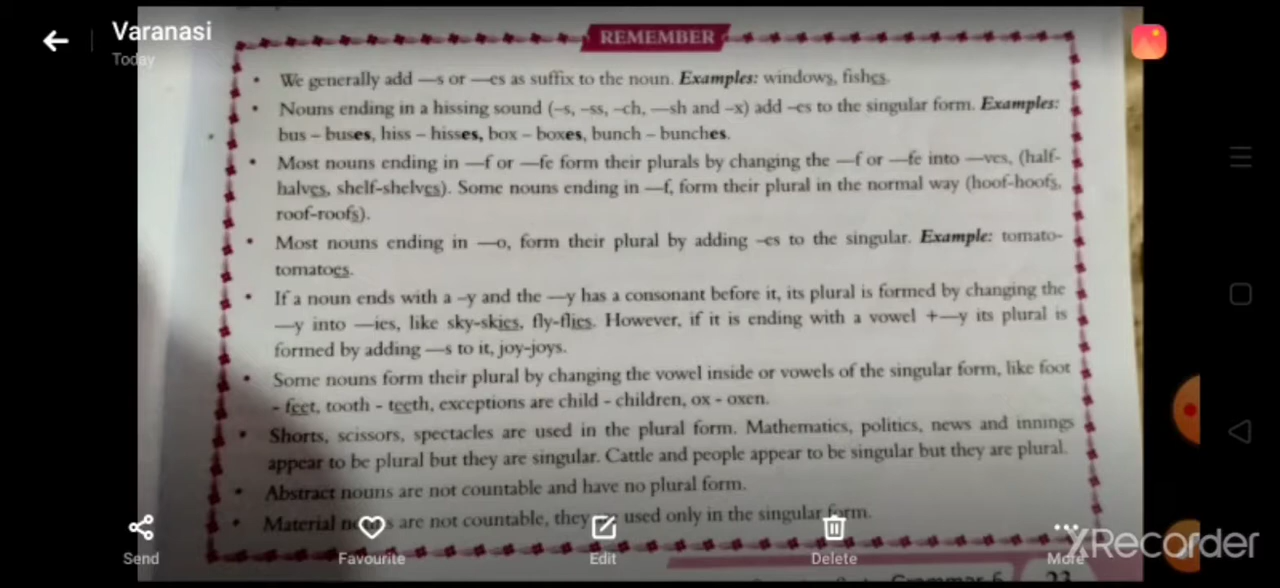 Varanasi
Today
REMEMBER
• We generally add —s or —es as suffix to the noun. Examples: windows, fishes.
• Nouns ending in a hissing sound (–s, –ss, –ch, —sh and –x) add –es to the singular form. Examples:
bus – buses, hiss – hisses, box – boxes, bunch – bunches.
• Most nouns ending in —f or —fe form their plurals by changing the —f or —fe into —ves, (half-
halves, shelf-shelves). Some nouns ending in —f, form their plural in the normal way (hoof-hoofs,
roof-roofs).
• Most nouns ending in —o, form their plural by adding –es to the singular. Example: tomato-
tomatoes.
• If a noun ends with a –y and the —y has a consonant before it, its plural is formed by changing the
—y into —ies, like sky-skies, fly-flies. However, if it is ending with a vowel +—y its plural is
formed by adding —s to it, joy-joys.
• Some nouns form their plural by changing the vowel inside or vowels of the singular form, like foot
- feet, tooth - teeth, exceptions are child - children, ox - oxen.
• Shorts, scissors, spectacles are used in the plural form. Mathematics, politics, news and innings
appear to be plural but they are singular. Cattle and people appear to be singular but they are plural.
• Abstract nouns are not countable and have no plural form.
• Material nouns are not countable, they are used only in the singular form.
Send
Favourite
Edit
Delete
More
XRecorder
Grammar-6
23